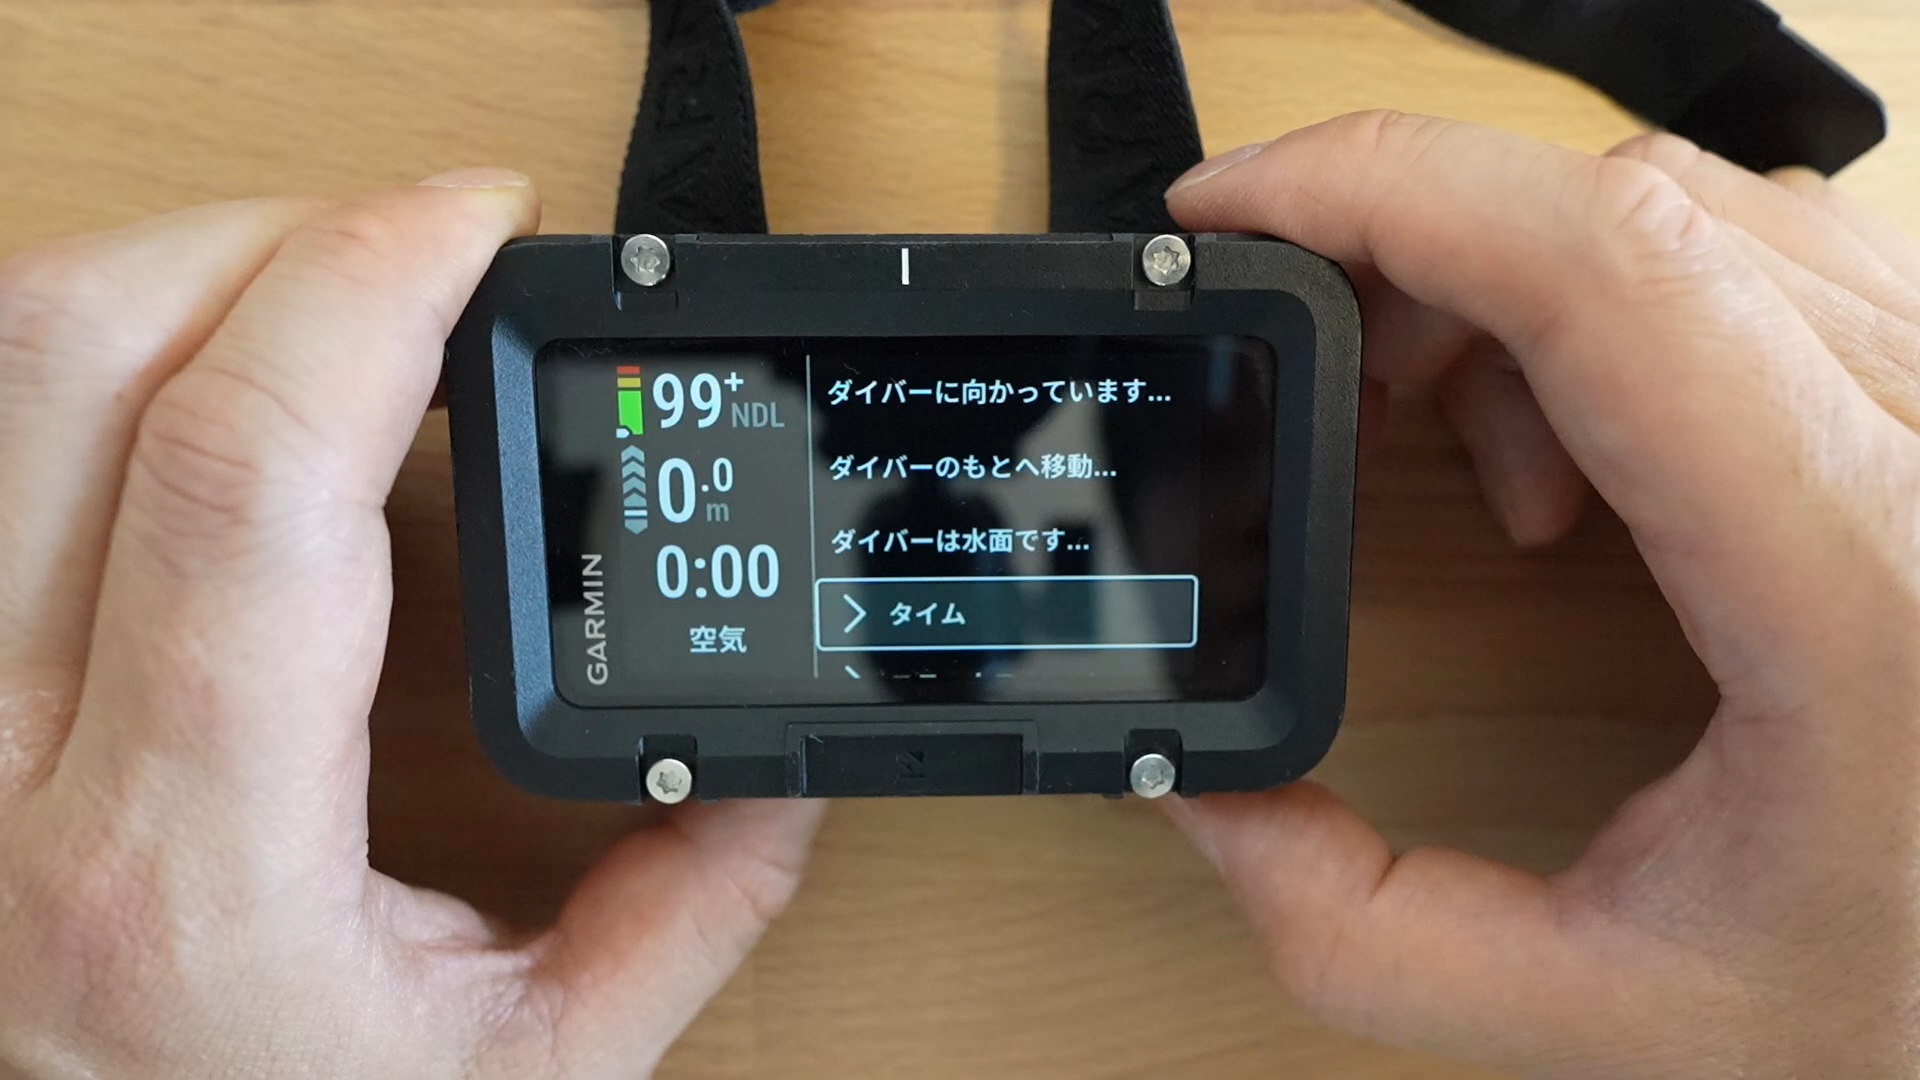 99+
NDL
0.0
m
0:00
空気
GARMIN
ダイバーに向かっています...
ダイバーのもとへ移動...
ダイバーは水面です...
タイム